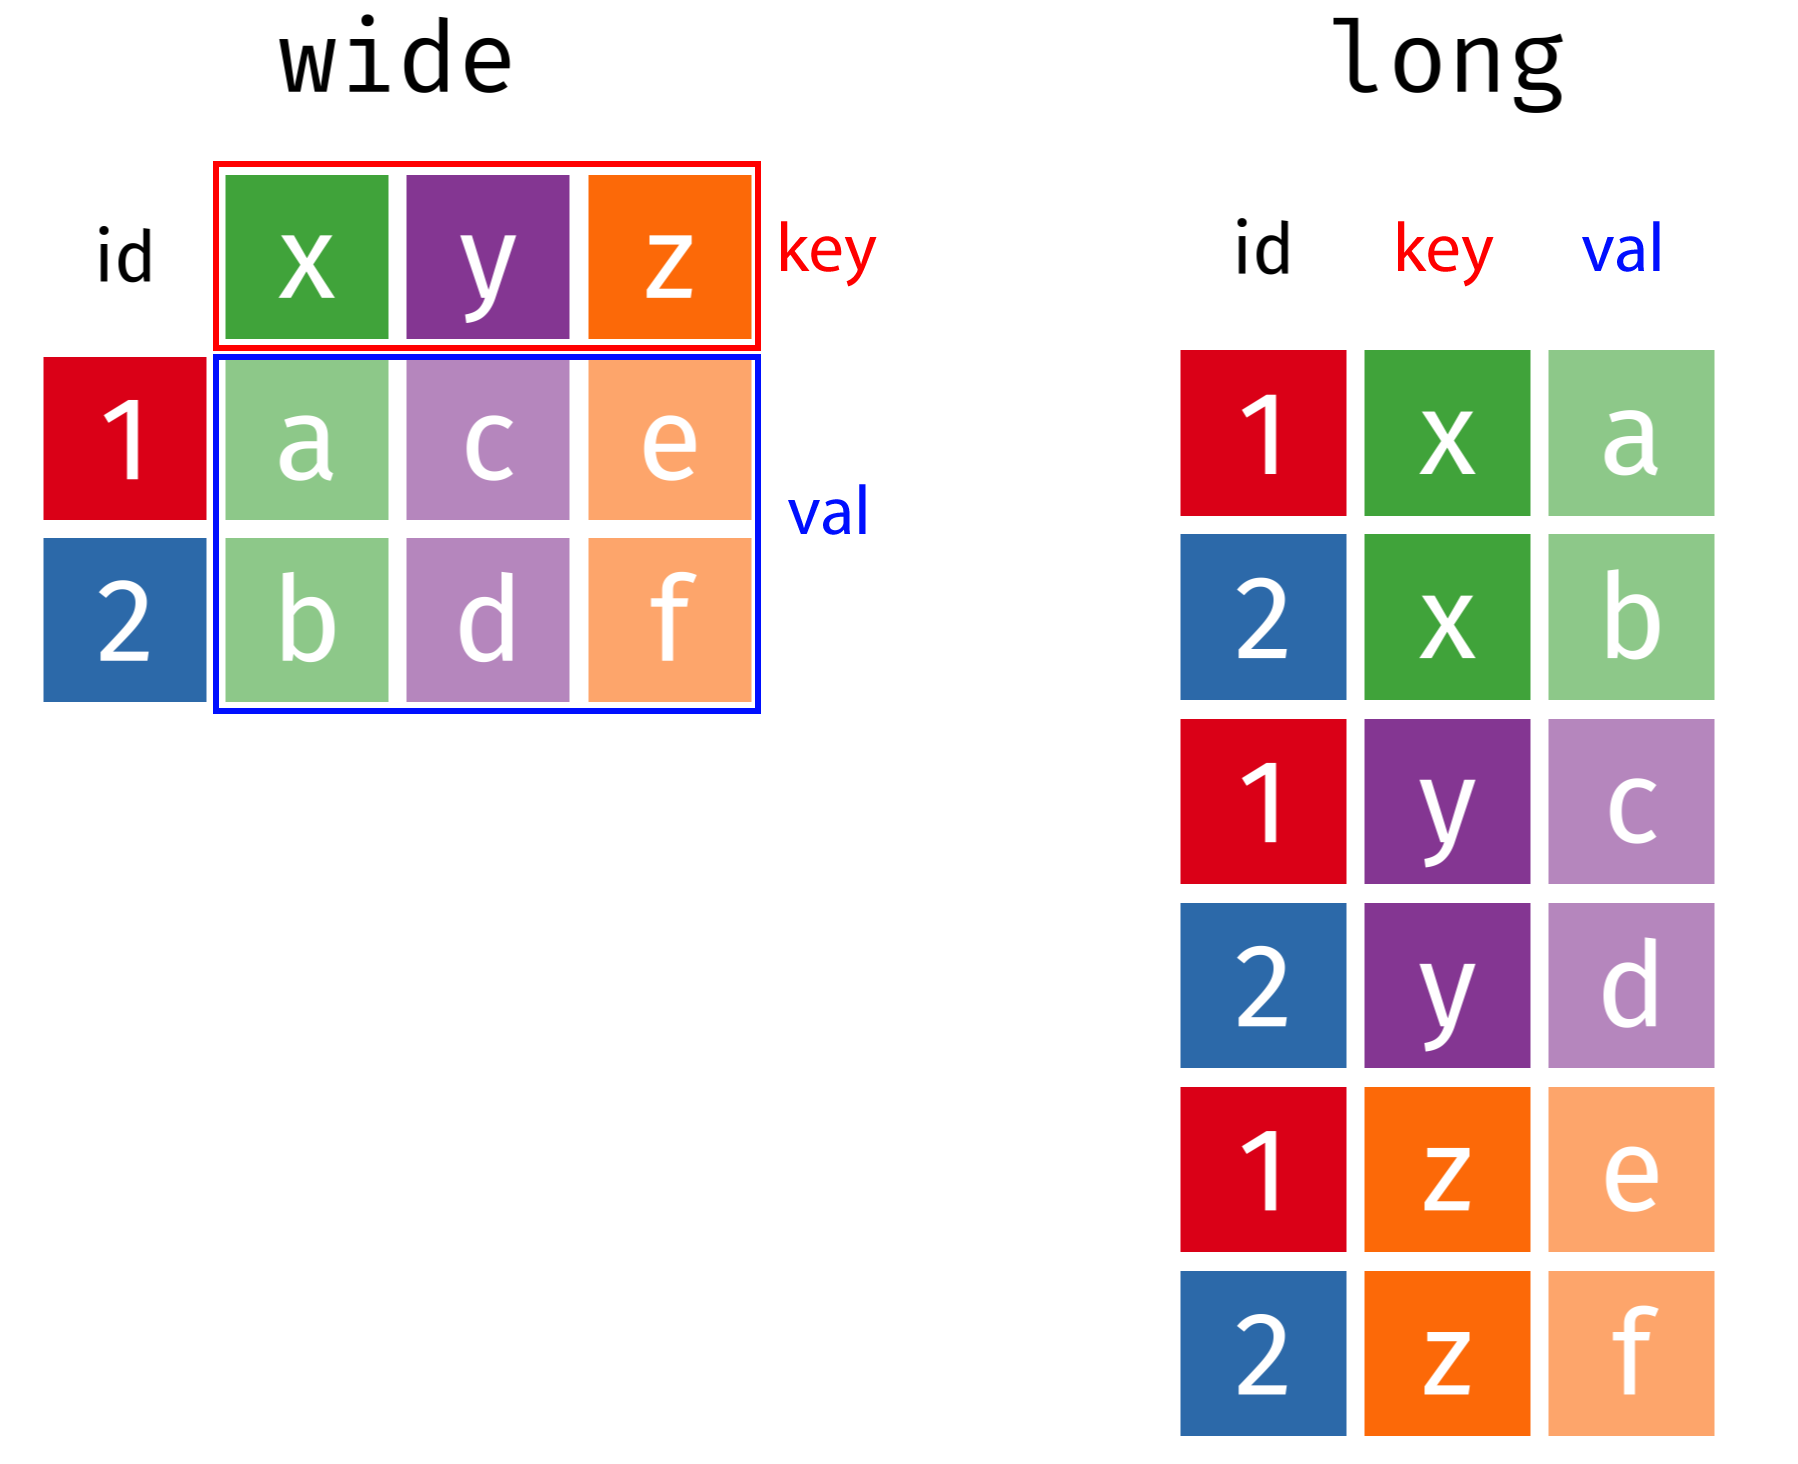 wide
id x y z key
1 a c e
val
2 b d f
long
id key val
1 x a
2 x b
1 y c
2 y d
1 z e
2 z f